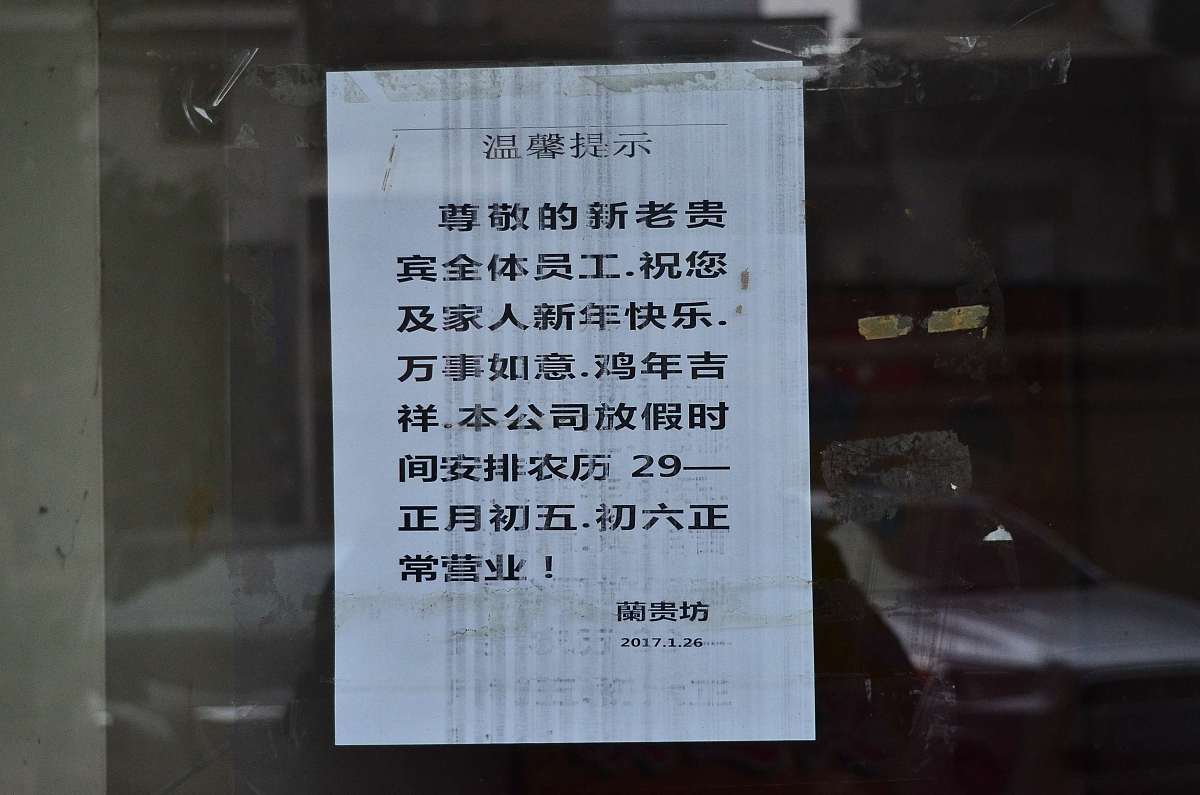 温馨提示
尊敬的新老贵
宾全体员工.祝您
及家人新年快乐.
万事如意.鸡年吉
祥.本公司放假时
间安排农历 29—
正月初五.初六正
常营业！
蘭贵坊
2017.1.26